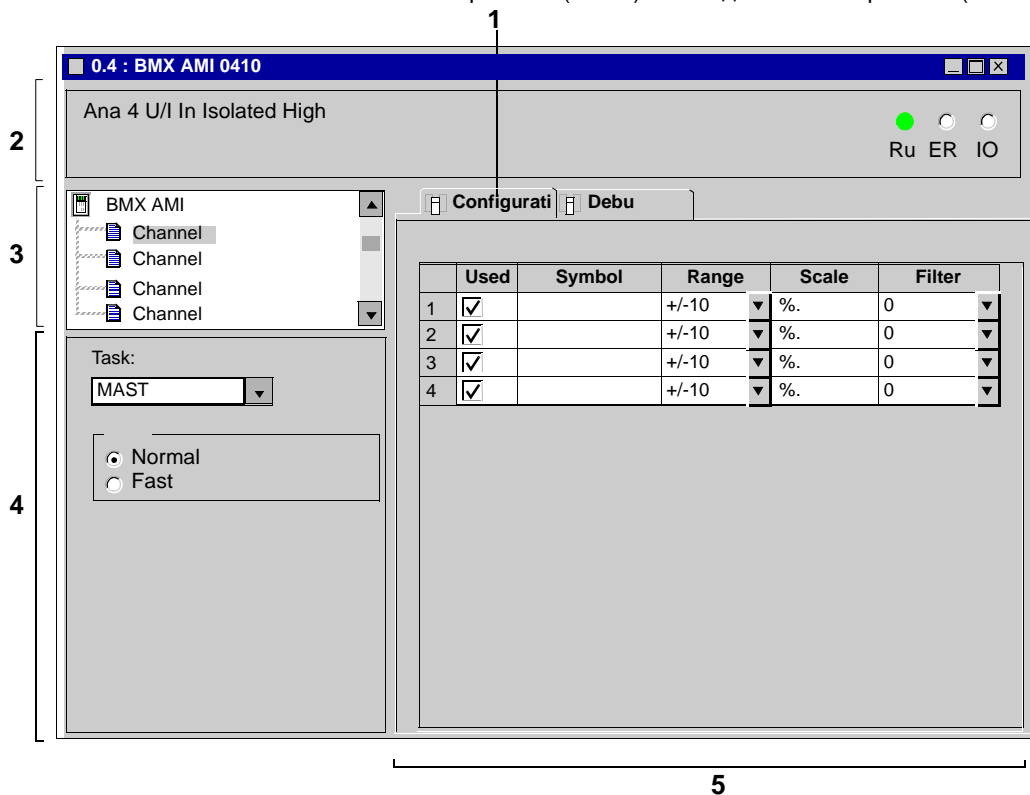 1
0.4 : BMX AMI 0410
2
Ana 4 U/I In Isolated High
Ru ER IO
3
BMX AMI
Channel
Channel
Channel
Channel
Configurati Debu
Used Symbol Range Scale Filter
1 +/-10 %. 0
2 +/-10 %. 0
3 +/-10 %. 0
4 +/-10 %. 0
4
Task:
MAST
Normal
Fast
5